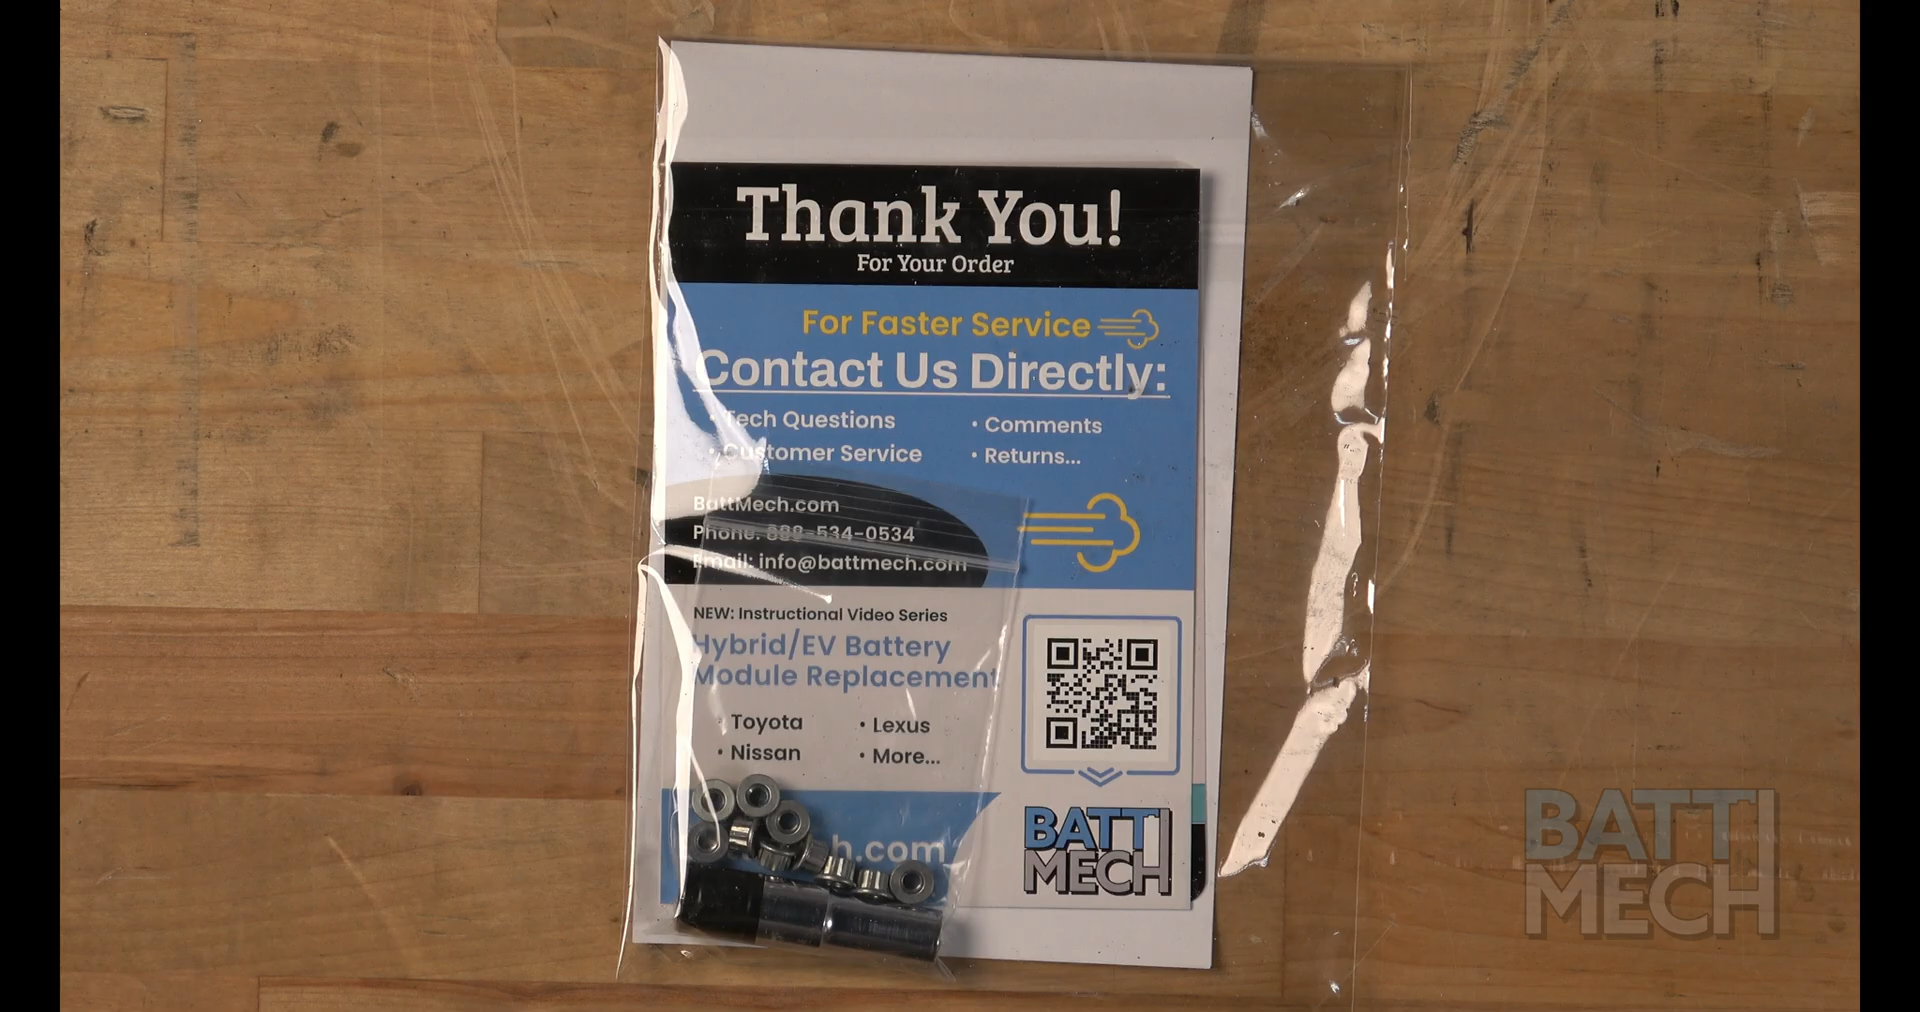 Thank You!
For Your Order
For Faster Service
Contact Us Directly:
• Tech Questions
• Comments
• Customer Service
• Returns...
BattMech.com
Phone: 888-534-0534
Email: info@battmech.com
NEW: Instructional Video Series
Hybrid/EV Battery
Module Replacement
• Toyota
• Lexus
• Nissan
• More...
h.com
BATT
MECH
BATT
MECH